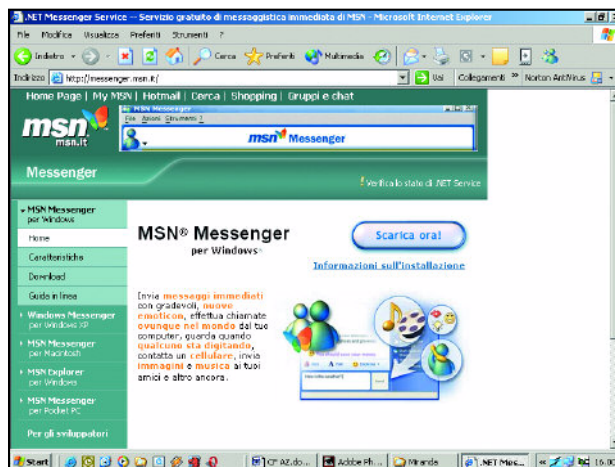 .NET Messenger Service -- Servizio gratuito di messaggistica immediata di MSN - Microsoft Internet Explorer
File Modifica Visualizza Preferiti Strumenti ?
Indietro Cerca Preferiti Multimedia
Indirizzo http://messenger.msn.it/ Vai Collegamenti » Norton AntiVirus
Home Page | My MSN | Hotmail | Cerca | Shopping | Gruppi e chat
MSN Messenger
File Azioni Strumenti ?
msn
msn.it
msn Messenger
Messenger
Verifica lo stato di .NET Service
MSN Messenger
per Windows
Home
Caratteristiche
Download
Guida in linea
Windows Messenger
per Windows XP
MSN Messenger
per Macintosh
MSN Explorer
per Windows
MSN Messenger
per Pocket PC
Per gli sviluppatori
MSN® Messenger
per Windows
Scarica ora!
Informazioni sull'installazione
Invia messaggi immediati
con gradevoli, nuove
emoticon, effettua chiamate
ovunque nel mondo dal tuo
computer, guarda quando
qualcuno sta digitando,
contatta un cellulare, invia
immagini e musica ai tuoi
amici e altro ancora.
Start CF AZ.do... Adobe Ph... Miranda .NET Mes...